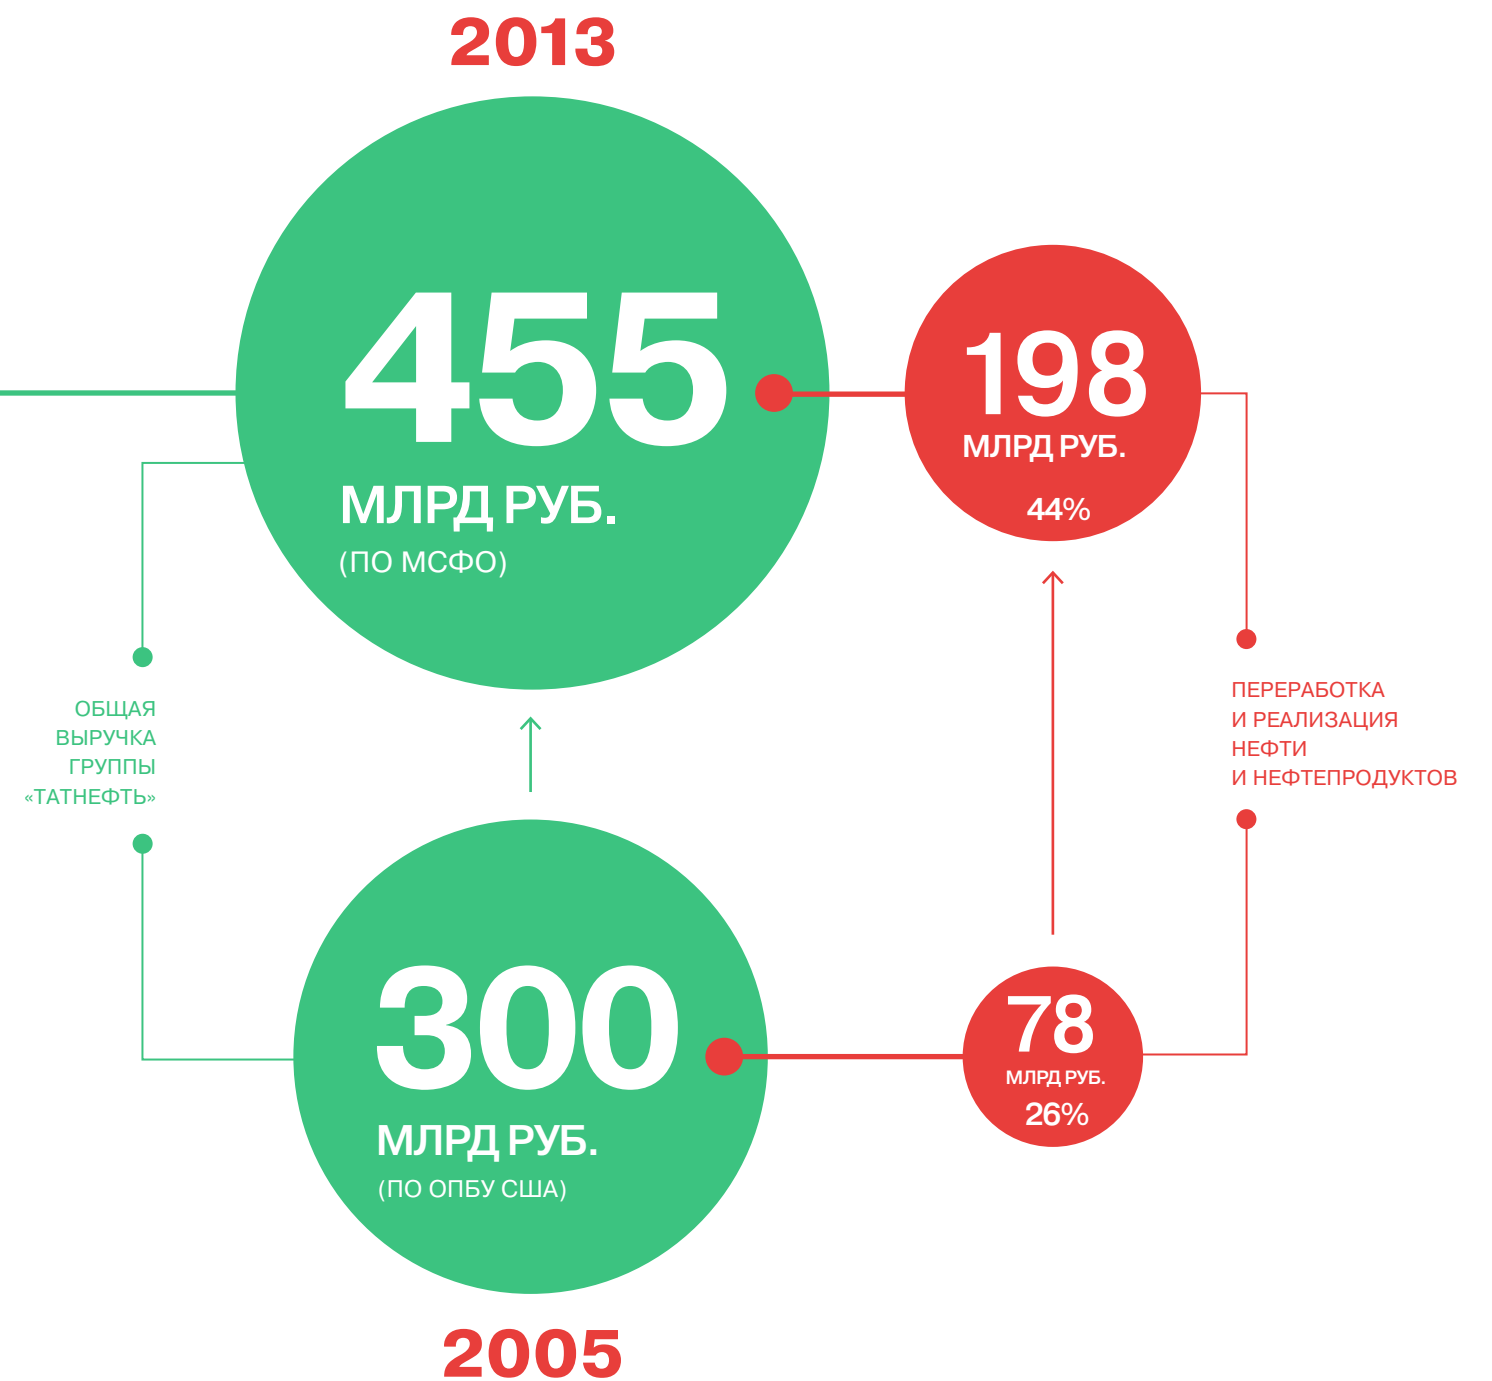 2013
455
МЛРД РУБ.
(ПО МСФО)
198
МЛРД РУБ.
44%
ОБЩАЯ
ВЫРУЧКА
ГРУППЫ
«ТАТНЕФТЬ»
ПЕРЕРАБОТКА
И РЕАЛИЗАЦИЯ
НЕФТИ
И НЕФТЕПРОДУКТОВ
300
МЛРД РУБ.
(ПО ОПБУ США)
78
МЛРД РУБ.
26%
2005